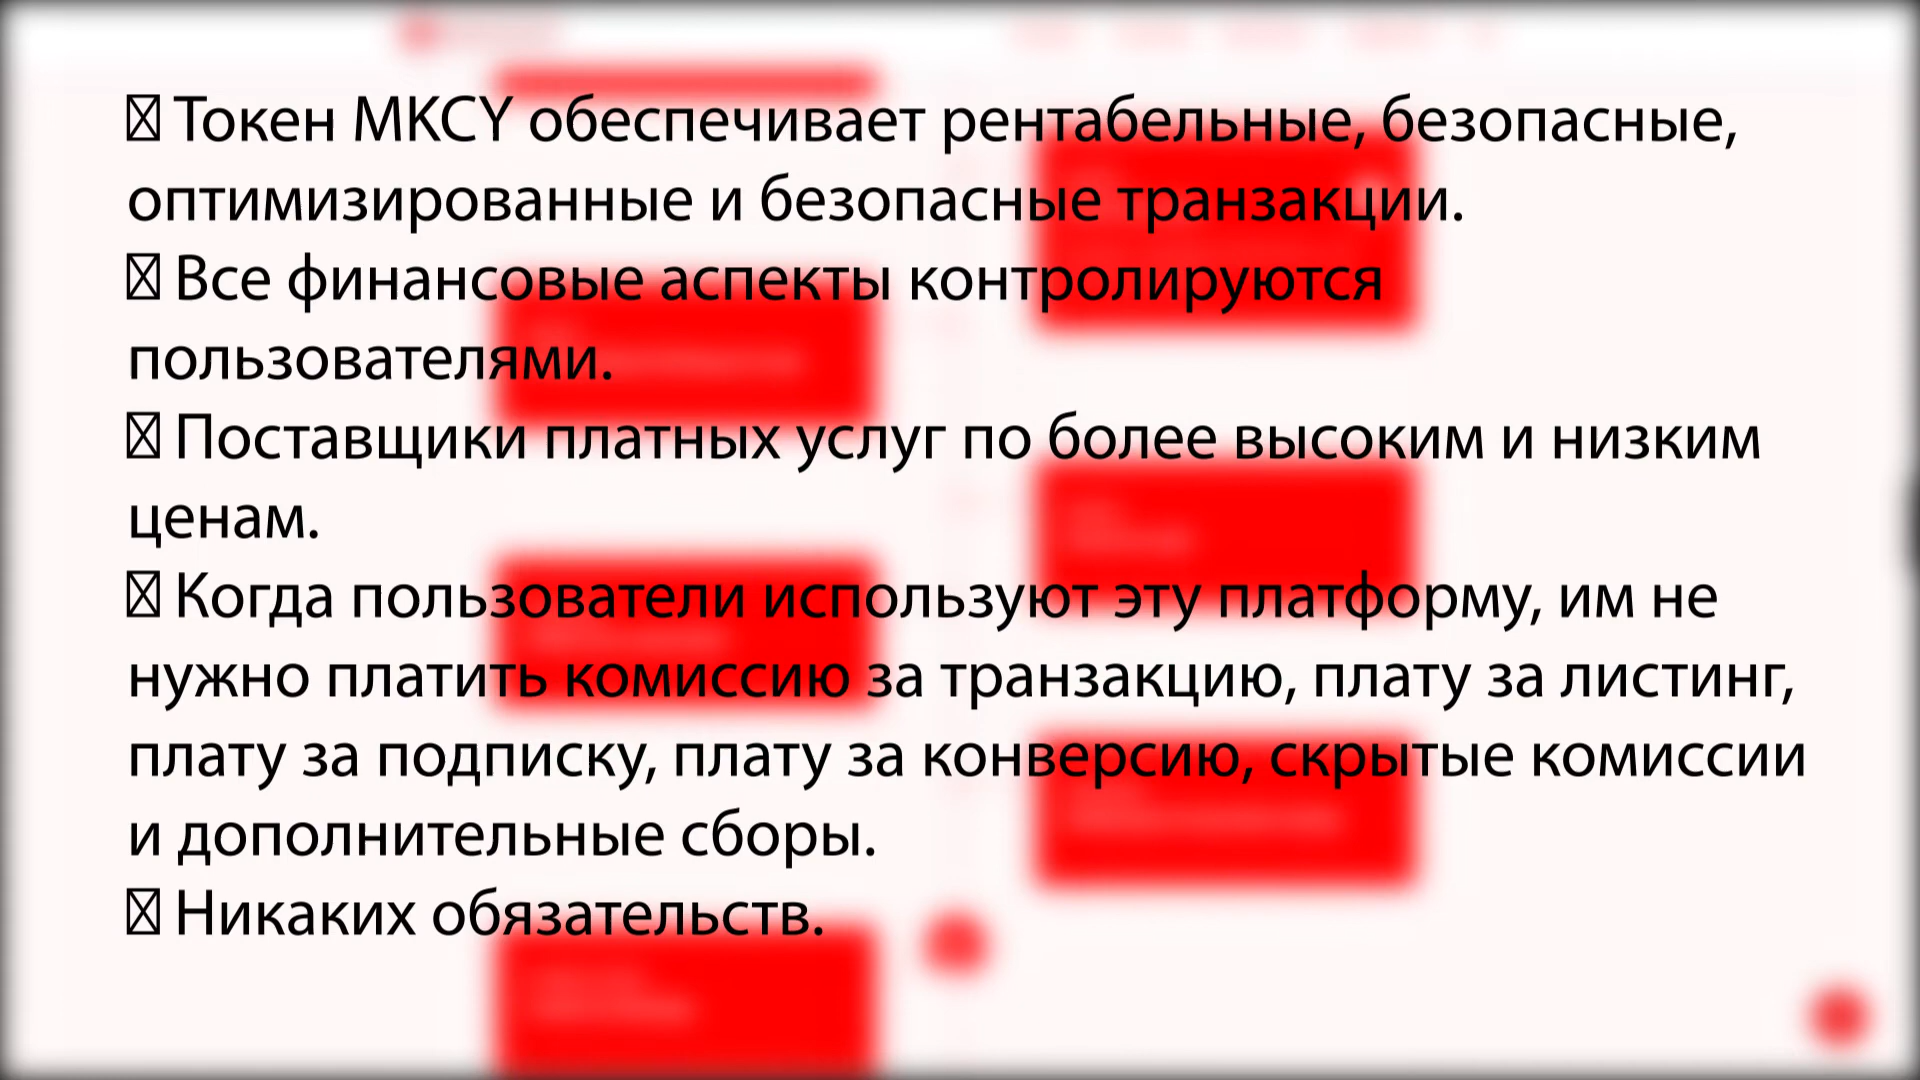 Токен MKCY обеспечивает рентабельные, безопасные,
оптимизированные и безопасные транзакции.
Все финансовые аспекты контролируются
пользователями.
Поставщики платных услуг по более высоким и низким
ценам.
Когда пользователи используют эту платформу, им не
нужно платить комиссию за транзакцию, плату за листинг,
плату за подписку, плату за конверсию, скрытые комиссии
и дополнительные сборы.
Никаких обязательств.